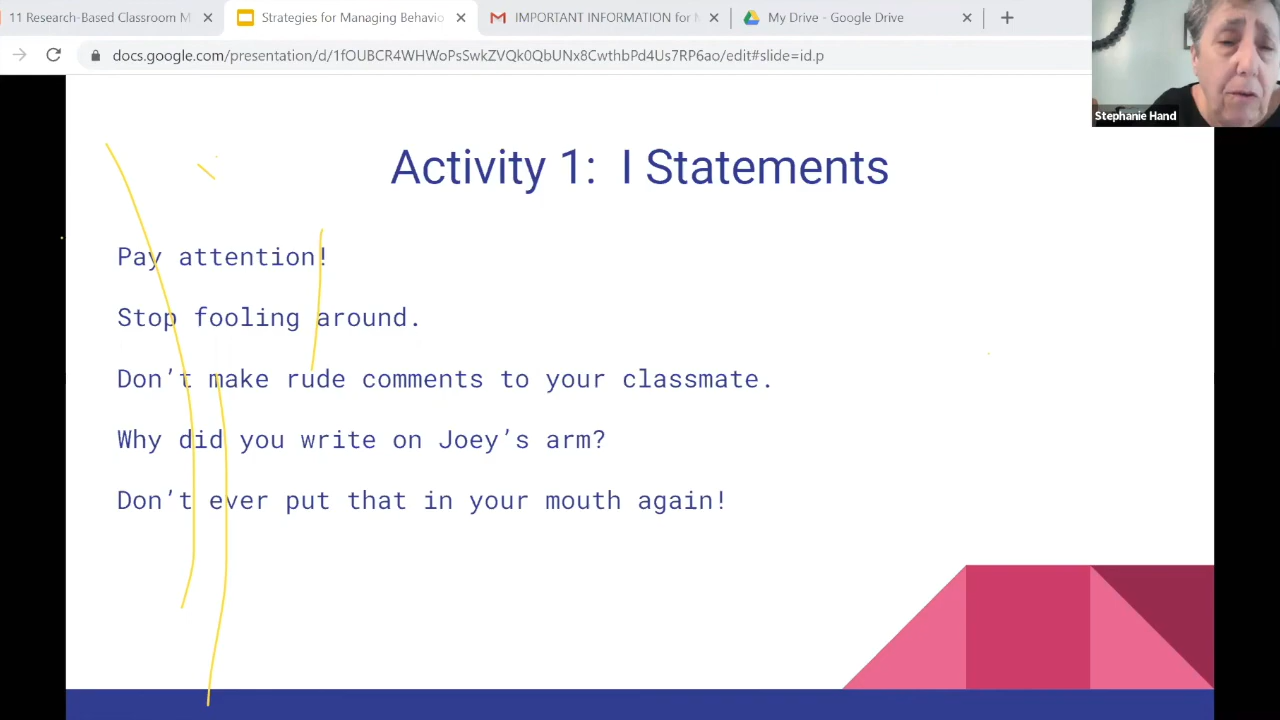 11 Research-Based Classroom M
Strategies for Managing Behavio
IMPORTANT INFORMATION for M
My Drive - Google Drive
docs.google.com/presentation/d/1fOUBCR4WHWoPsSwkZVQk0QbUNx8CwthbPd4Us7RP6ao/edit#slide=id.p
Stephanie Hand
Activity 1: I Statements
Pay attention!
Stop fooling around.
Don’t make rude comments to your classmate.
Why did you write on Joey’s arm?
Don’t ever put that in your mouth again!